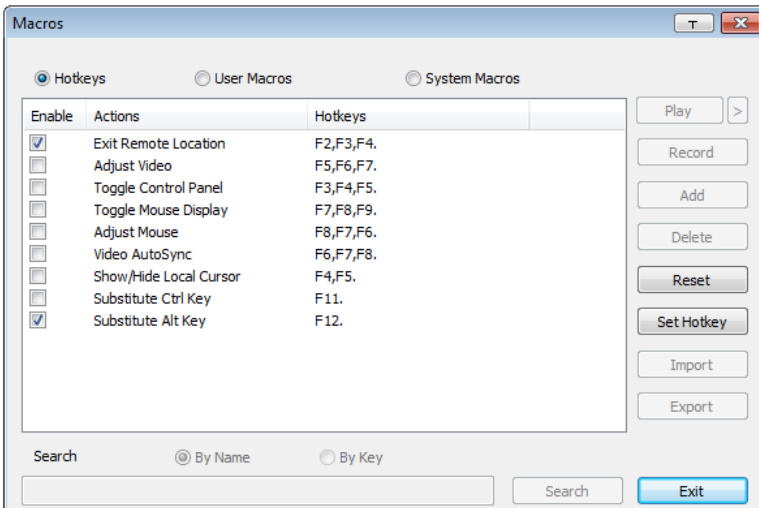 Macros
Hotkeys User Macros System Macros
Enable Actions Hotkeys Play >
Exit Remote Location F2,F3,F4.
Record
Adjust Video F5,F6,F7.
Toggle Control Panel F3,F4,F5.
Add
Toggle Mouse Display F7,F8,F9.
Adjust Mouse F8,F7,F6.
Delete
Video AutoSync F6,F7,F8.
Show/Hide Local Cursor F4,F5.
Reset
Substitute Ctrl Key F11.
Substitute Alt Key F12.
Set Hotkey
Import
Export
Search By Name By Key
Search Exit